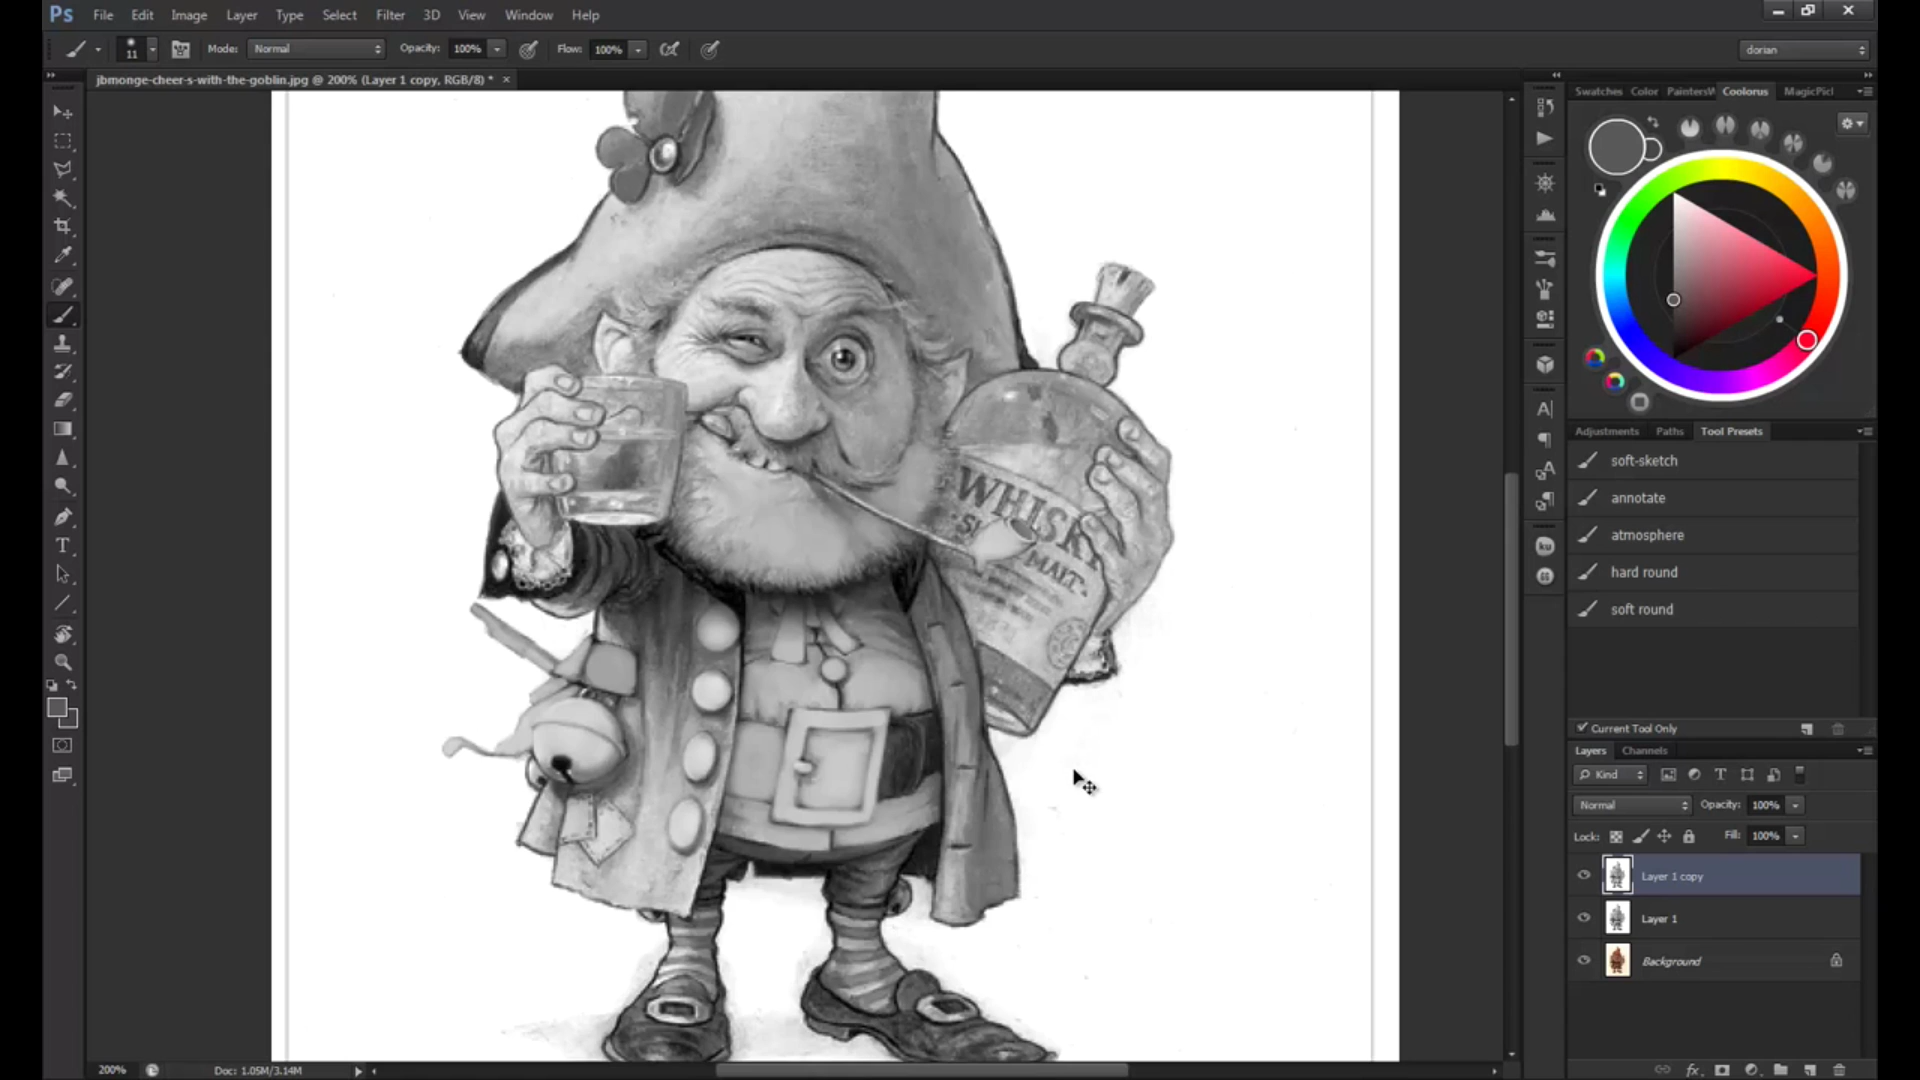 Ps File Edit Image Layer Type Select Filter 3D View Window Help
11 Mode: Normal Opacity: 100% Flow: 100% dorian
jbmonge-cheer-s-with-the-goblin.jpg @ 200% (Layer 1 copy, RGB/8) * ×
Swatches Color PaintersW Coolorus MagicPicl
Adjustments Paths Tool Presets
soft-sketch
annotate
atmosphere
hard round
soft round
WHISKY
MALT
Current Tool Only
Layers Channels
Kind
Normal Opacity: 100%
Lock: Fill: 100%
Layer 1 copy
Layer 1
Background
200% Doc: 1.05M/3.14M